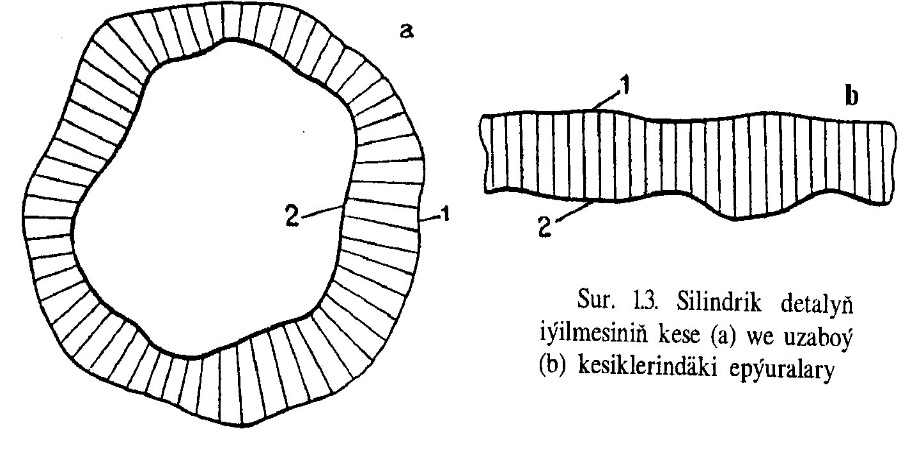 a
2
1
1
b
2
Sur. 1.3. Silindrik detalyň
iýilmesiniň kese (a) we uzaboý
(b) kesiklerindäki epýuralary